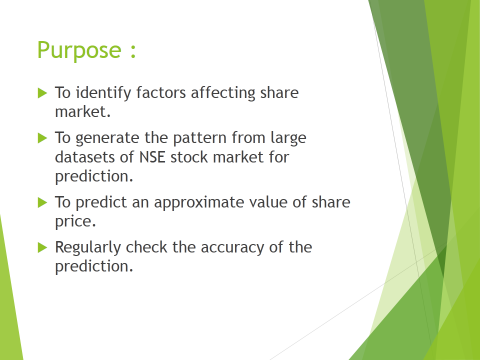 Purpose :
To identify factors affecting share
market.
To generate the pattern from large
datasets of NSE stock market for
prediction.
To predict an approximate value of share
price.
Regularly check the accuracy of the
prediction.